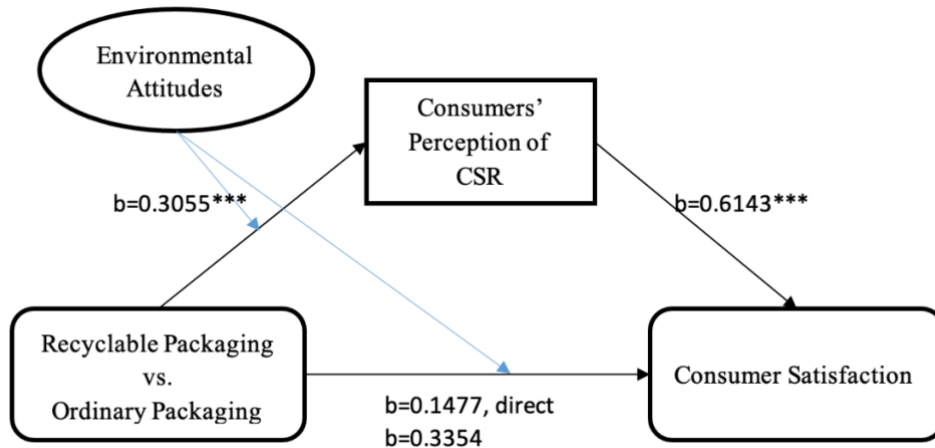 Environmental
Attitudes
Consumers’
Perception of
CSR
b=0.3055***
b=0.6143***
Recyclable Packaging
vs.
Ordinary Packaging
Consumer Satisfaction
b=0.1477, direct
b=0.3354